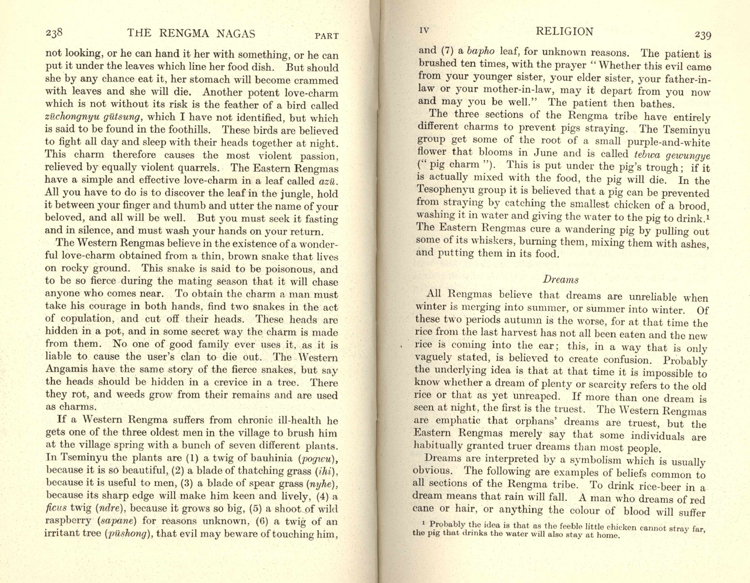 238 THE RENGMA NAGAS PART
not looking, or he can hand it her with something, or he can
put it under the leaves which line her food dish. But should
she by any chance eat it, her stomach will become crammed
with leaves and she will die. Another potent love-charm
which is not without its risk is the feather of a bird called
züchongnyu gütsung, which I have not identified, but which
is said to be found in the foothills. These birds are believed
to fight all day and sleep with their heads together at night.
This charm therefore causes the most violent passion,
relieved by equally violent quarrels. The Eastern Rengmas
have a simple and effective love-charm in a leaf called azü.
All you have to do is to discover the leaf in the jungle, hold
it between your finger and thumb and utter the name of your
beloved, and all will be well. But you must seek it fasting
and in silence, and must wash your hands on your return.
The Western Rengmas believe in the existence of a wonder-
ful love-charm obtained from a thin, brown snake that lives
on rocky ground. This snake is said to be poisonous, and
to be so fierce during the mating season that it will chase
anyone who comes near. To obtain the charm a man must
take his courage in both hands, find two snakes in the act
of copulation, and cut off their heads. These heads are
hidden in a pot, and in some secret way the charm is made
from them. No one of good family ever uses it, as it is
liable to cause the user's clan to die out. The Western
Angamis have the same story of the fierce snakes, but say
the heads should be hidden in a crevice in a tree. There
they rot, and weeds grow from their remains and are used
as charms.
If a Western Rengma suffers from chronic ill-health he
gets one of the three oldest men in the village to brush him
at the village spring with a bunch of seven different plants.
In Tseminyu the plants are (1) a twig of bauhinia (pogwu),
because it is so beautiful, (2) a blade of thatching grass (ihi),
because it is useful to men, (3) a blade of spear grass (nyhe),
because its sharp edge will make him keen and lively, (4) a
ficus twig (ndre), because it grows so big, (5) a shoot of wild
raspberry (sapane) for reasons unknown, (6) a twig of an
irritant tree (püshong), that evil may beware of touching him,
IV RELIGION 239
and (7) a bapho leaf, for unknown reasons. The patient is
brushed ten times, with the prayer " Whether this evil came
from your younger sister, your elder sister, your father-in-
law or your mother-in-law, may it depart from you now
and may you be well." The patient then bathes.
The three sections of the Rengma tribe have entirely
different charms to prevent pigs straying. The Tseminyu
group get some of the root of a small purple-and-white
flower that blooms in June and is called tehwa gewungye
(" pig charm "). This is put under the pig's trough; if it
is actually mixed with the food, the pig will die. In the
Tesophenyu group it is believed that a pig can be prevented
from straying by catching the smallest chicken of a brood,
washing it in water and giving the water to the pig to drink.¹
The Eastern Rengmas cure a wandering pig by pulling out
some of its whiskers, burning them, mixing them with ashes,
and putting them in its food.
Dreams
All Rengmas believe that dreams are unreliable when
winter is merging into summer, or summer into winter. Of
these two periods autumn is the worse, for at that time the
rice from the last harvest has not all been eaten and the new
rice is coming into the ear; this, in a way that is only
vaguely stated, is believed to create confusion. Probably
the underlying idea is that at that time it is impossible to
know whether a dream of plenty or scarcity refers to the old
rice or that as yet unreaped. If more than one dream is
seen at night, the first is the truest. The Western Rengmas
are emphatic that orphans' dreams are truest, but the
Eastern Rengmas merely say that some individuals are
habitually granted truer dreams than most people.
Dreams are interpreted by a symbolism which is usually
obvious. The following are examples of beliefs common to
all sections of the Rengma tribe. To drink rice-beer in a
dream means that rain will fall. A man who dreams of red
cane or hair, or anything the colour of blood will suffer
¹ Probably the idea is that as the feeble little chicken cannot stray far,
the pig that drinks the water will also stay at home.